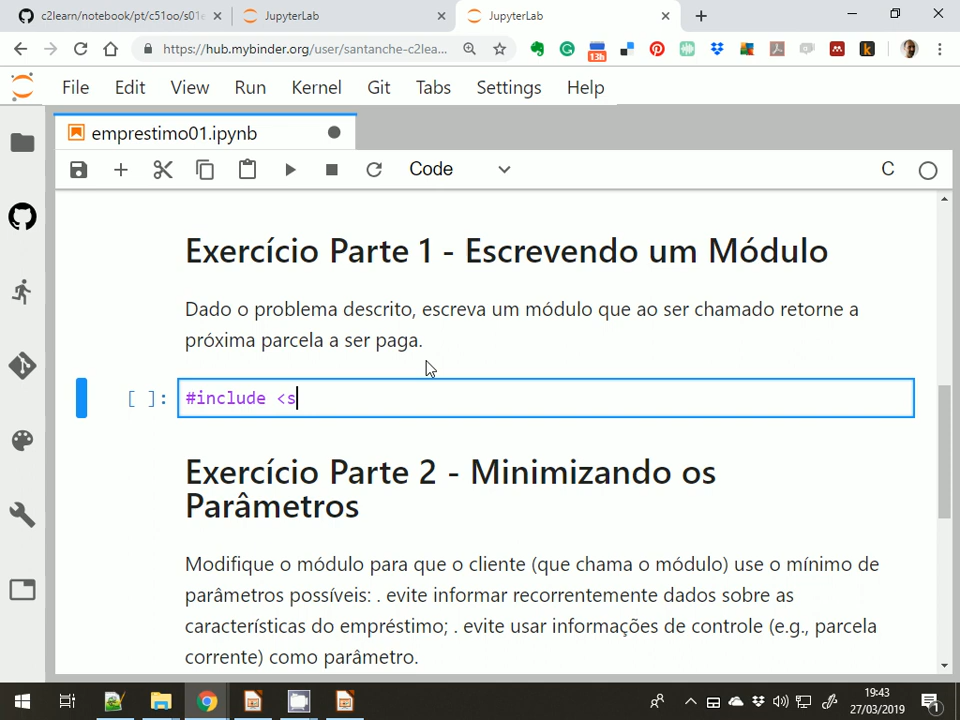 c2learn/notebook/pt/c51oo/s01e
JupyterLab
JupyterLab
https://hub.mybinder.org/user/santanche-c2lea...
13h
File Edit View Run Kernel Git Tabs Settings Help
emprestimo01.ipynb
Code
C
Exercício Parte 1 - Escrevendo um Módulo
Dado o problema descrito, escreva um módulo que ao ser chamado retorne a
próxima parcela a ser paga.
[ ]: #include <s
Exercício Parte 2 - Minimizando os
Parâmetros
Modifique o módulo para que o cliente (que chama o módulo) use o mínimo de
parâmetros possíveis: . evite informar recorrentemente dados sobre as
características do empréstimo; . evite usar informações de controle (e.g., parcela
corrente) como parâmetro.
19:43
27/03/2019
1